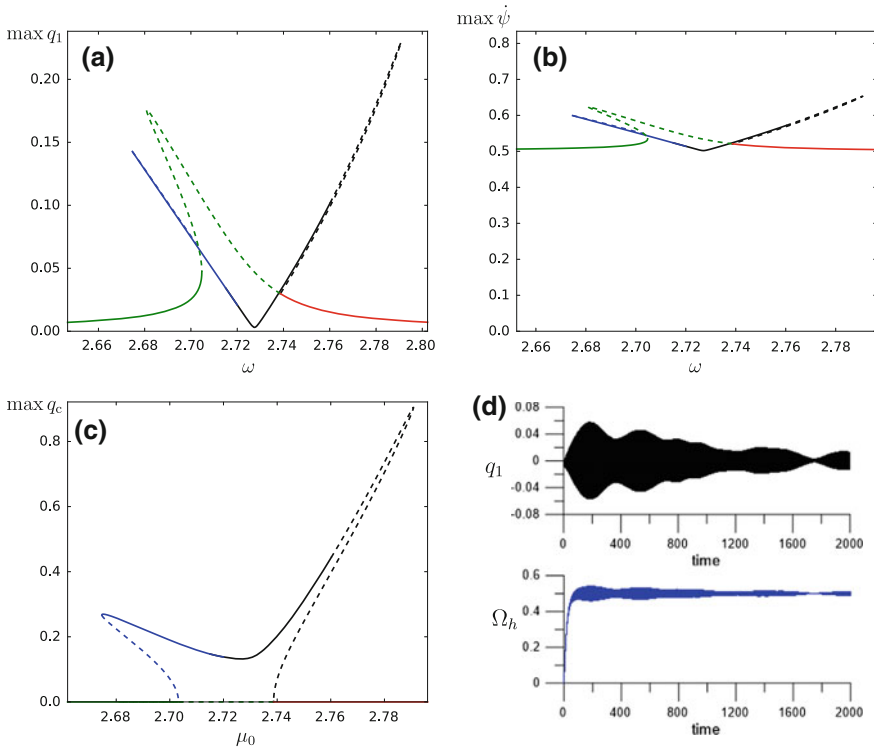 max q₁
(a)
0.20
0.15
0.10
0.05
0.00
2.66 2.68 2.70 2.72 2.74 2.76 2.78 2.80
ω
max ψ̇
(b)
0.8
0.7
0.6
0.5
0.4
0.3
0.2
0.1
0.0
2.66 2.68 2.70 2.72 2.74 2.76 2.78
ω
max q_c
(c)
0.8
0.6
0.4
0.2
0.0
2.68 2.70 2.72 2.74 2.76 2.78
μ₀
(d)
0.08
0.04
0
-0.04
-0.08
q₁
0 400 800 1200 1600 2000
time
0.6
0.4
0.2
0
Ω_h
0 400 800 1200 1600 2000
time